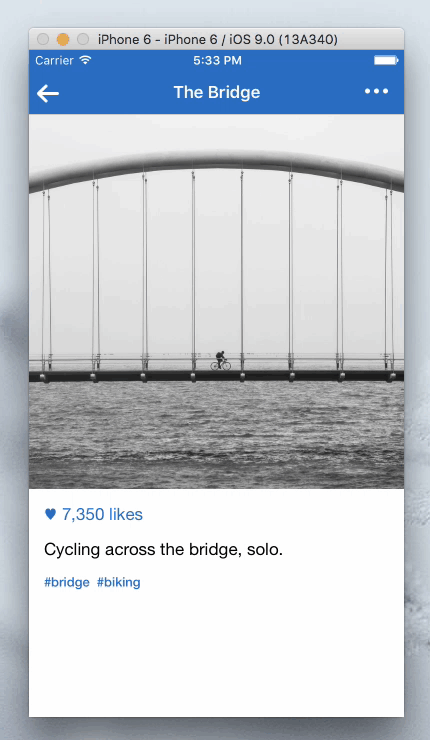 iPhone 6 - iPhone 6 / iOS 9.0 (13A340)
Carrier 5:33 PM
The Bridge •••
♥ 7,350 likes
Cycling across the bridge, solo.
#bridge #biking